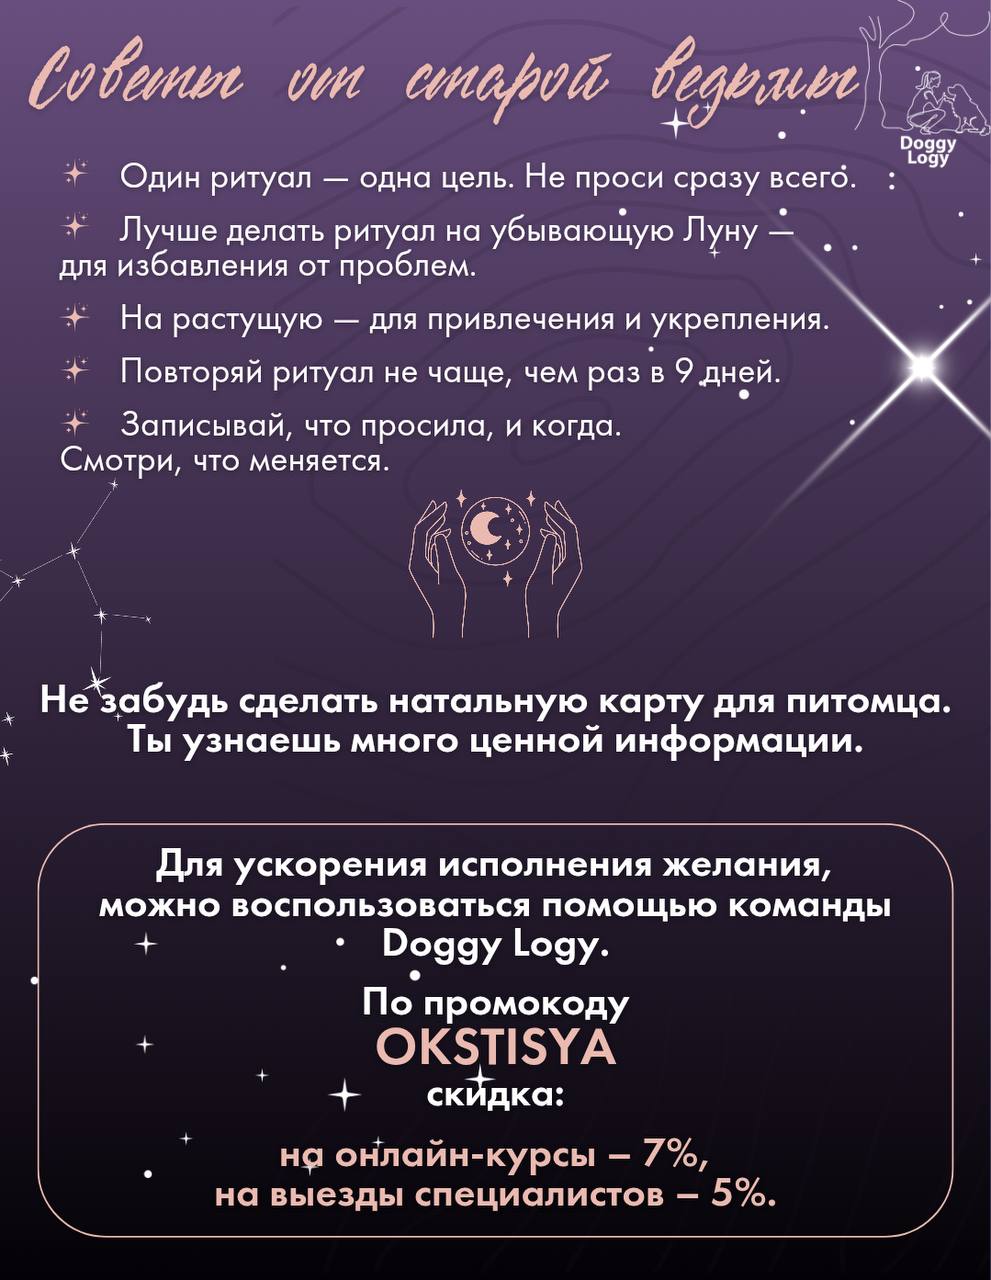 Советы от старой ведьмы
Doggy
Logy
Один ритуал — одна цель. Не проси сразу всего.
Лучше делать ритуал на убывающую Луну —
для избавления от проблем.
На растущую — для привлечения и укрепления.
Повторяй ритуал не чаще, чем раз в 9 дней.
Записывай, что просила, и когда.
Смотри, что меняется.
Не забудь сделать натальную карту для питомца.
Ты узнаешь много ценной информации.
Для ускорения исполнения желания,
можно воспользоваться помощью команды
Doggy Logy.
По промокоду
OKSTISYA
скидка:
на онлайн-курсы – 7%,
на выезды специалистов – 5%.